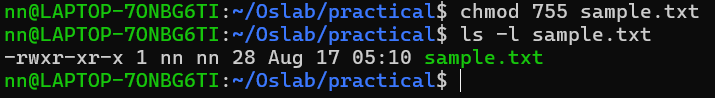 nn@LAPTOP-7ONBG6TI:~/Oslab/practical$ chmod 755 sample.txt
nn@LAPTOP-7ONBG6TI:~/Oslab/practical$ ls -l sample.txt
-rwxr-xr-x 1 nn nn 28 Aug 17 05:10 sample.txt
nn@LAPTOP-7ONBG6TI:~/Oslab/practical$